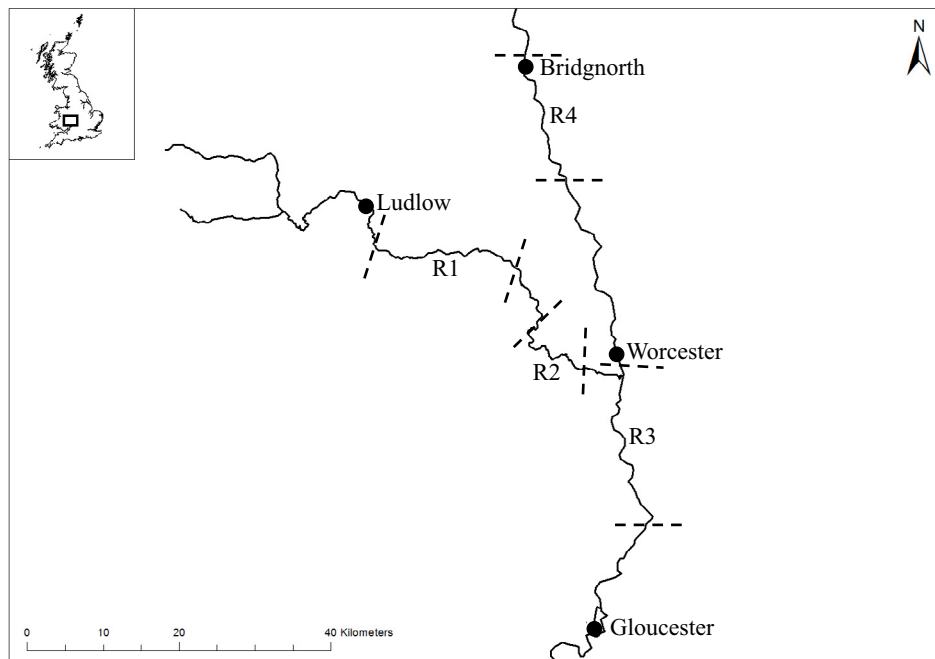 N
Bridgnorth
R4
Ludlow
R1
Worcester
R2
R3
0 10 20 40 Kilometers
Gloucester